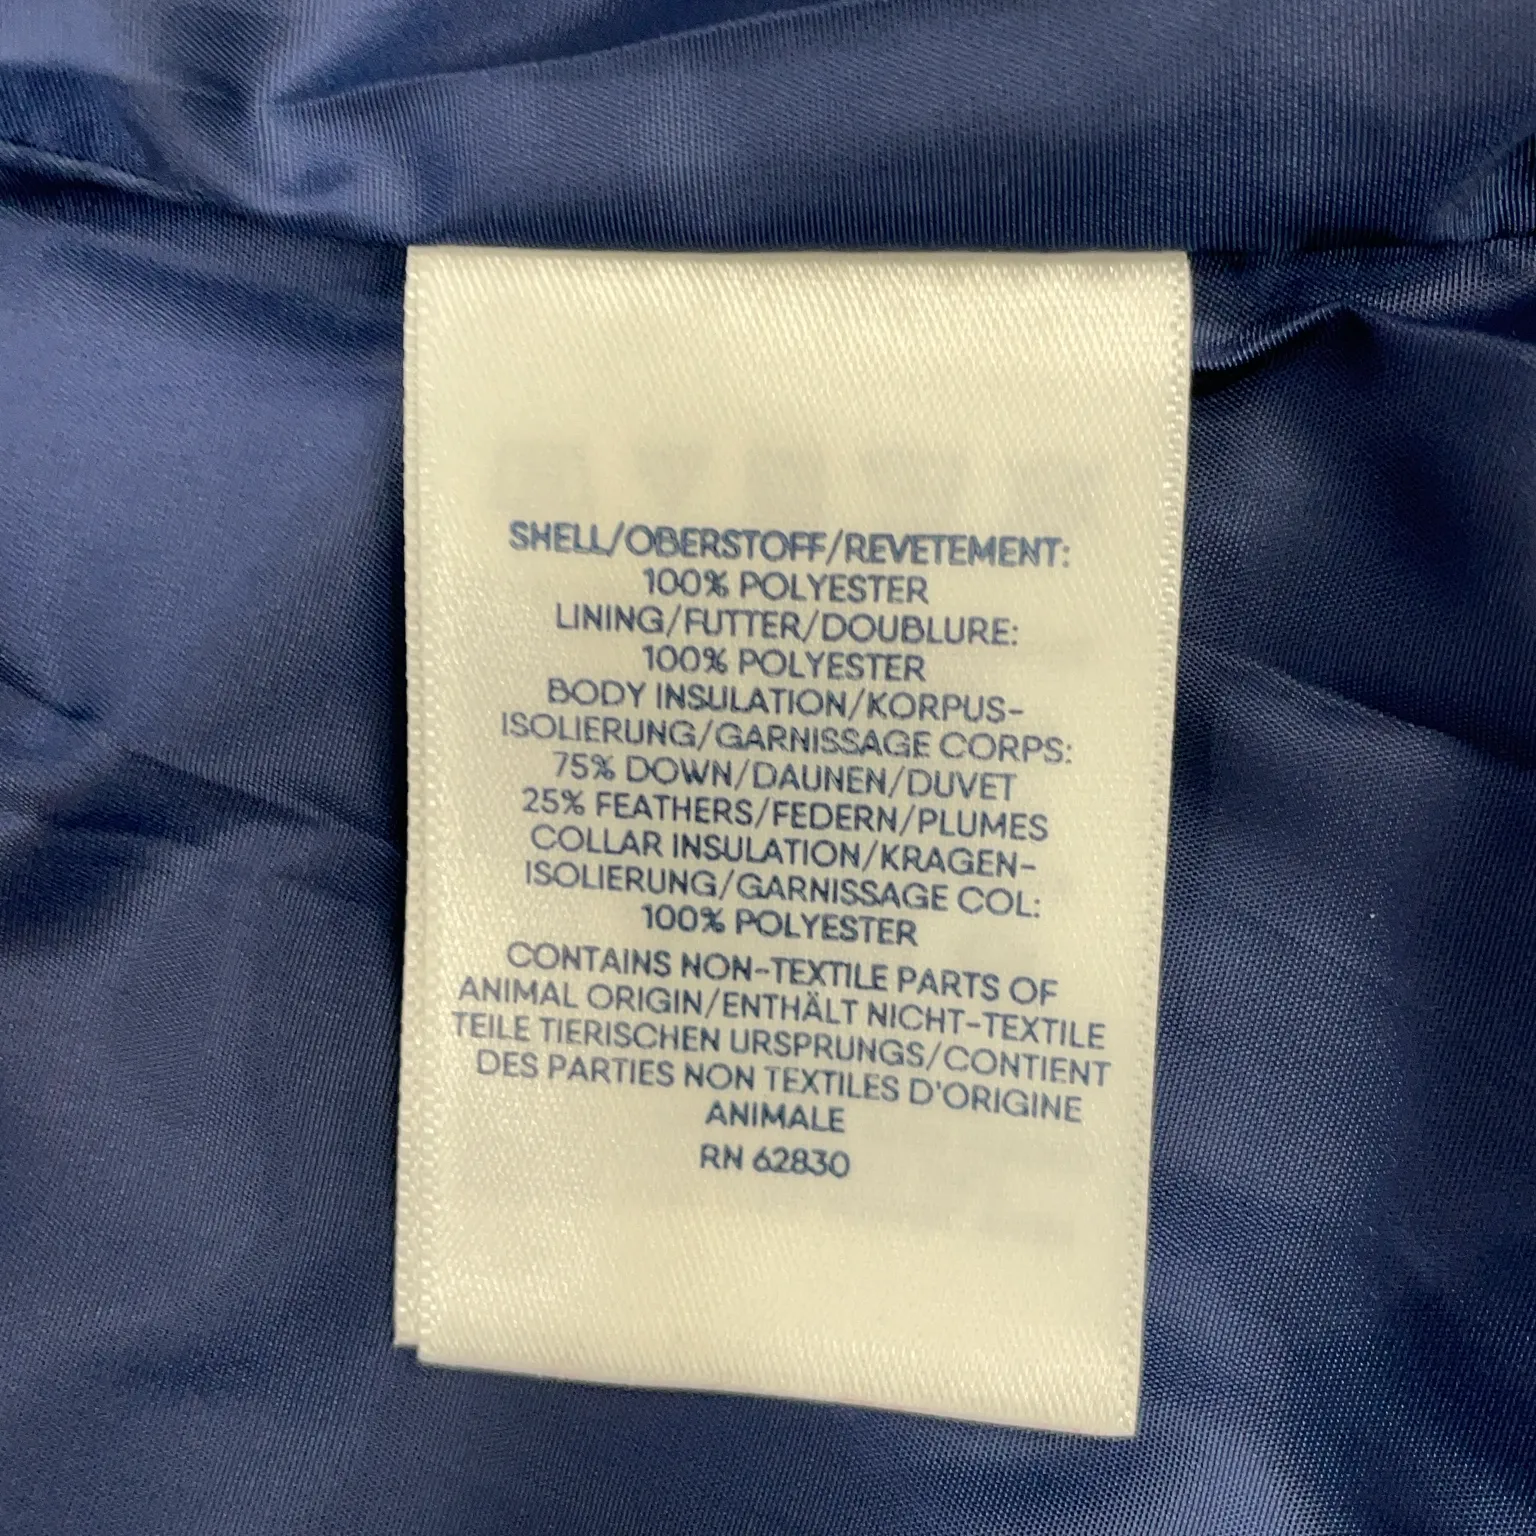 SHELL/OBERSTOFF/REVETEMENT:
100% POLYESTER
LINING/FUTTER/DOUBLURE:
100% POLYESTER
BODY INSULATION/KORPUS-
ISOLIERUNG/GARNISSAGE CORPS:
75% DOWN/DAUNEN/DUVET
25% FEATHERS/FEDERN/PLUMES
COLLAR INSULATION/KRAGEN-
ISOLIERUNG/GARNISSAGE COL:
100% POLYESTER
CONTAINS NON-TEXTILE PARTS OF
ANIMAL ORIGIN/ENTHÄLT NICHT-TEXTILE
TEILE TIERISCHEN URSPRUNGS/CONTIENT
DES PARTIES NON TEXTILES D'ORIGINE
ANIMALE
RN 62830